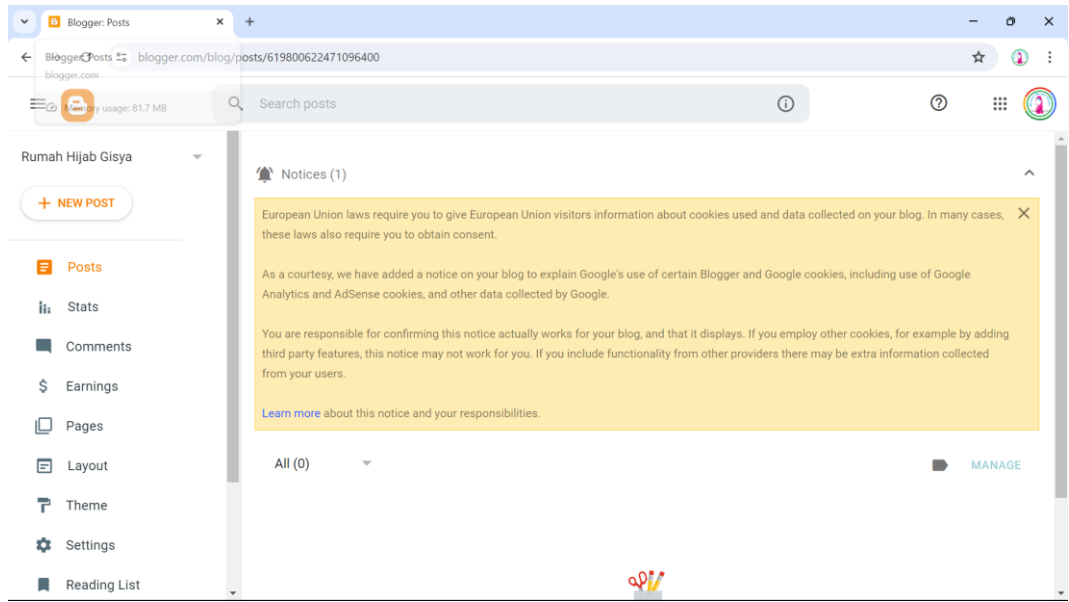 Blogger: Posts
Blogger: Posts
blogger.com/blog/posts/619800622471096400
blogger.com
Memory usage: 81.7 MB
Search posts
Rumah Hijab Gisya
NEW POST
Posts
Stats
Comments
Earnings
Pages
Layout
Theme
Settings
Reading List
Notices (1)
European Union laws require you to give European Union visitors information about cookies used and data collected on your blog. In many cases,
these laws also require you to obtain consent.
As a courtesy, we have added a notice on your blog to explain Google's use of certain Blogger and Google cookies, including use of Google
Analytics and AdSense cookies, and other data collected by Google.
You are responsible for confirming this notice actually works for your blog, and that it displays. If you employ other cookies, for example by adding
third party features, this notice may not work for you. If you include functionality from other providers there may be extra information collected
from your users.
Learn more about this notice and your responsibilities.
All (0)
MANAGE